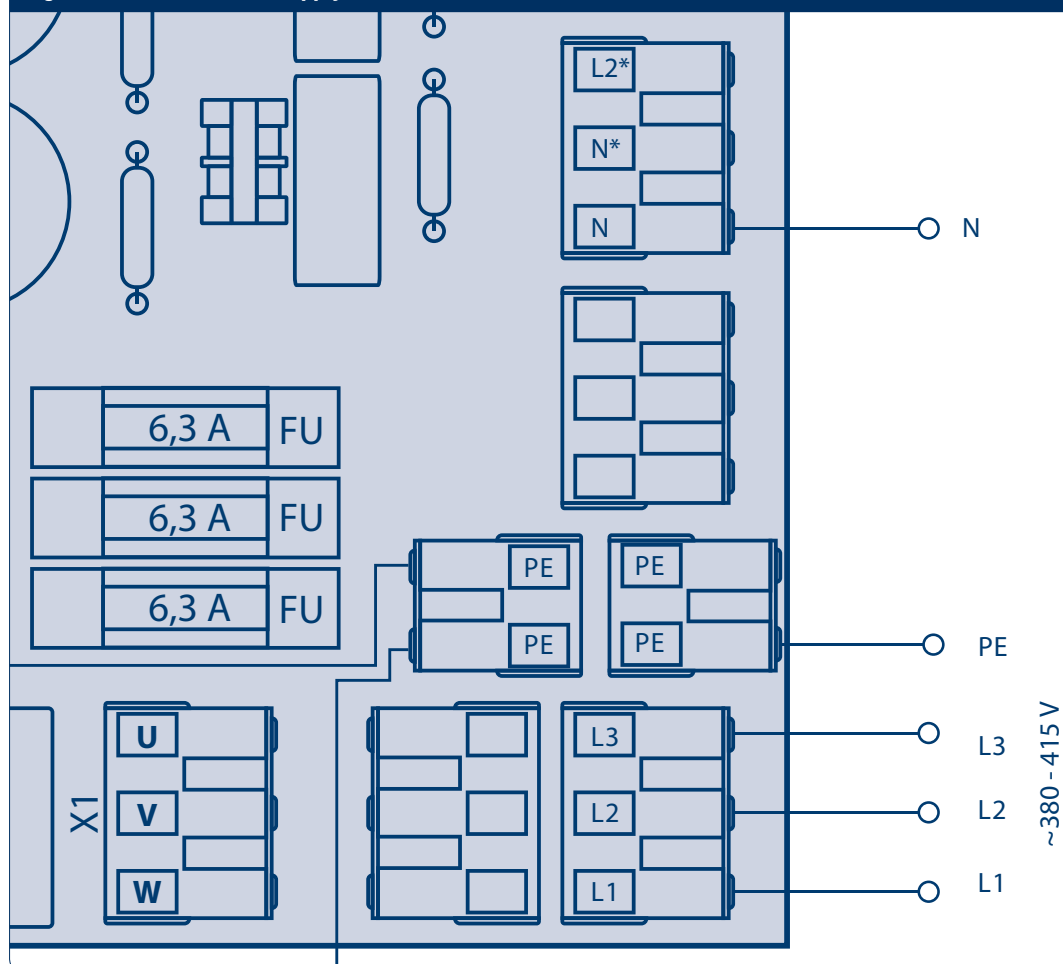 L2*
N*
N
N
6,3 A FU
6,3 A FU
6,3 A FU
PE
PE
PE
PE
PE
X1
U
V
W
L3
L2
L1
L3
L2
L1
~380 - 415 V